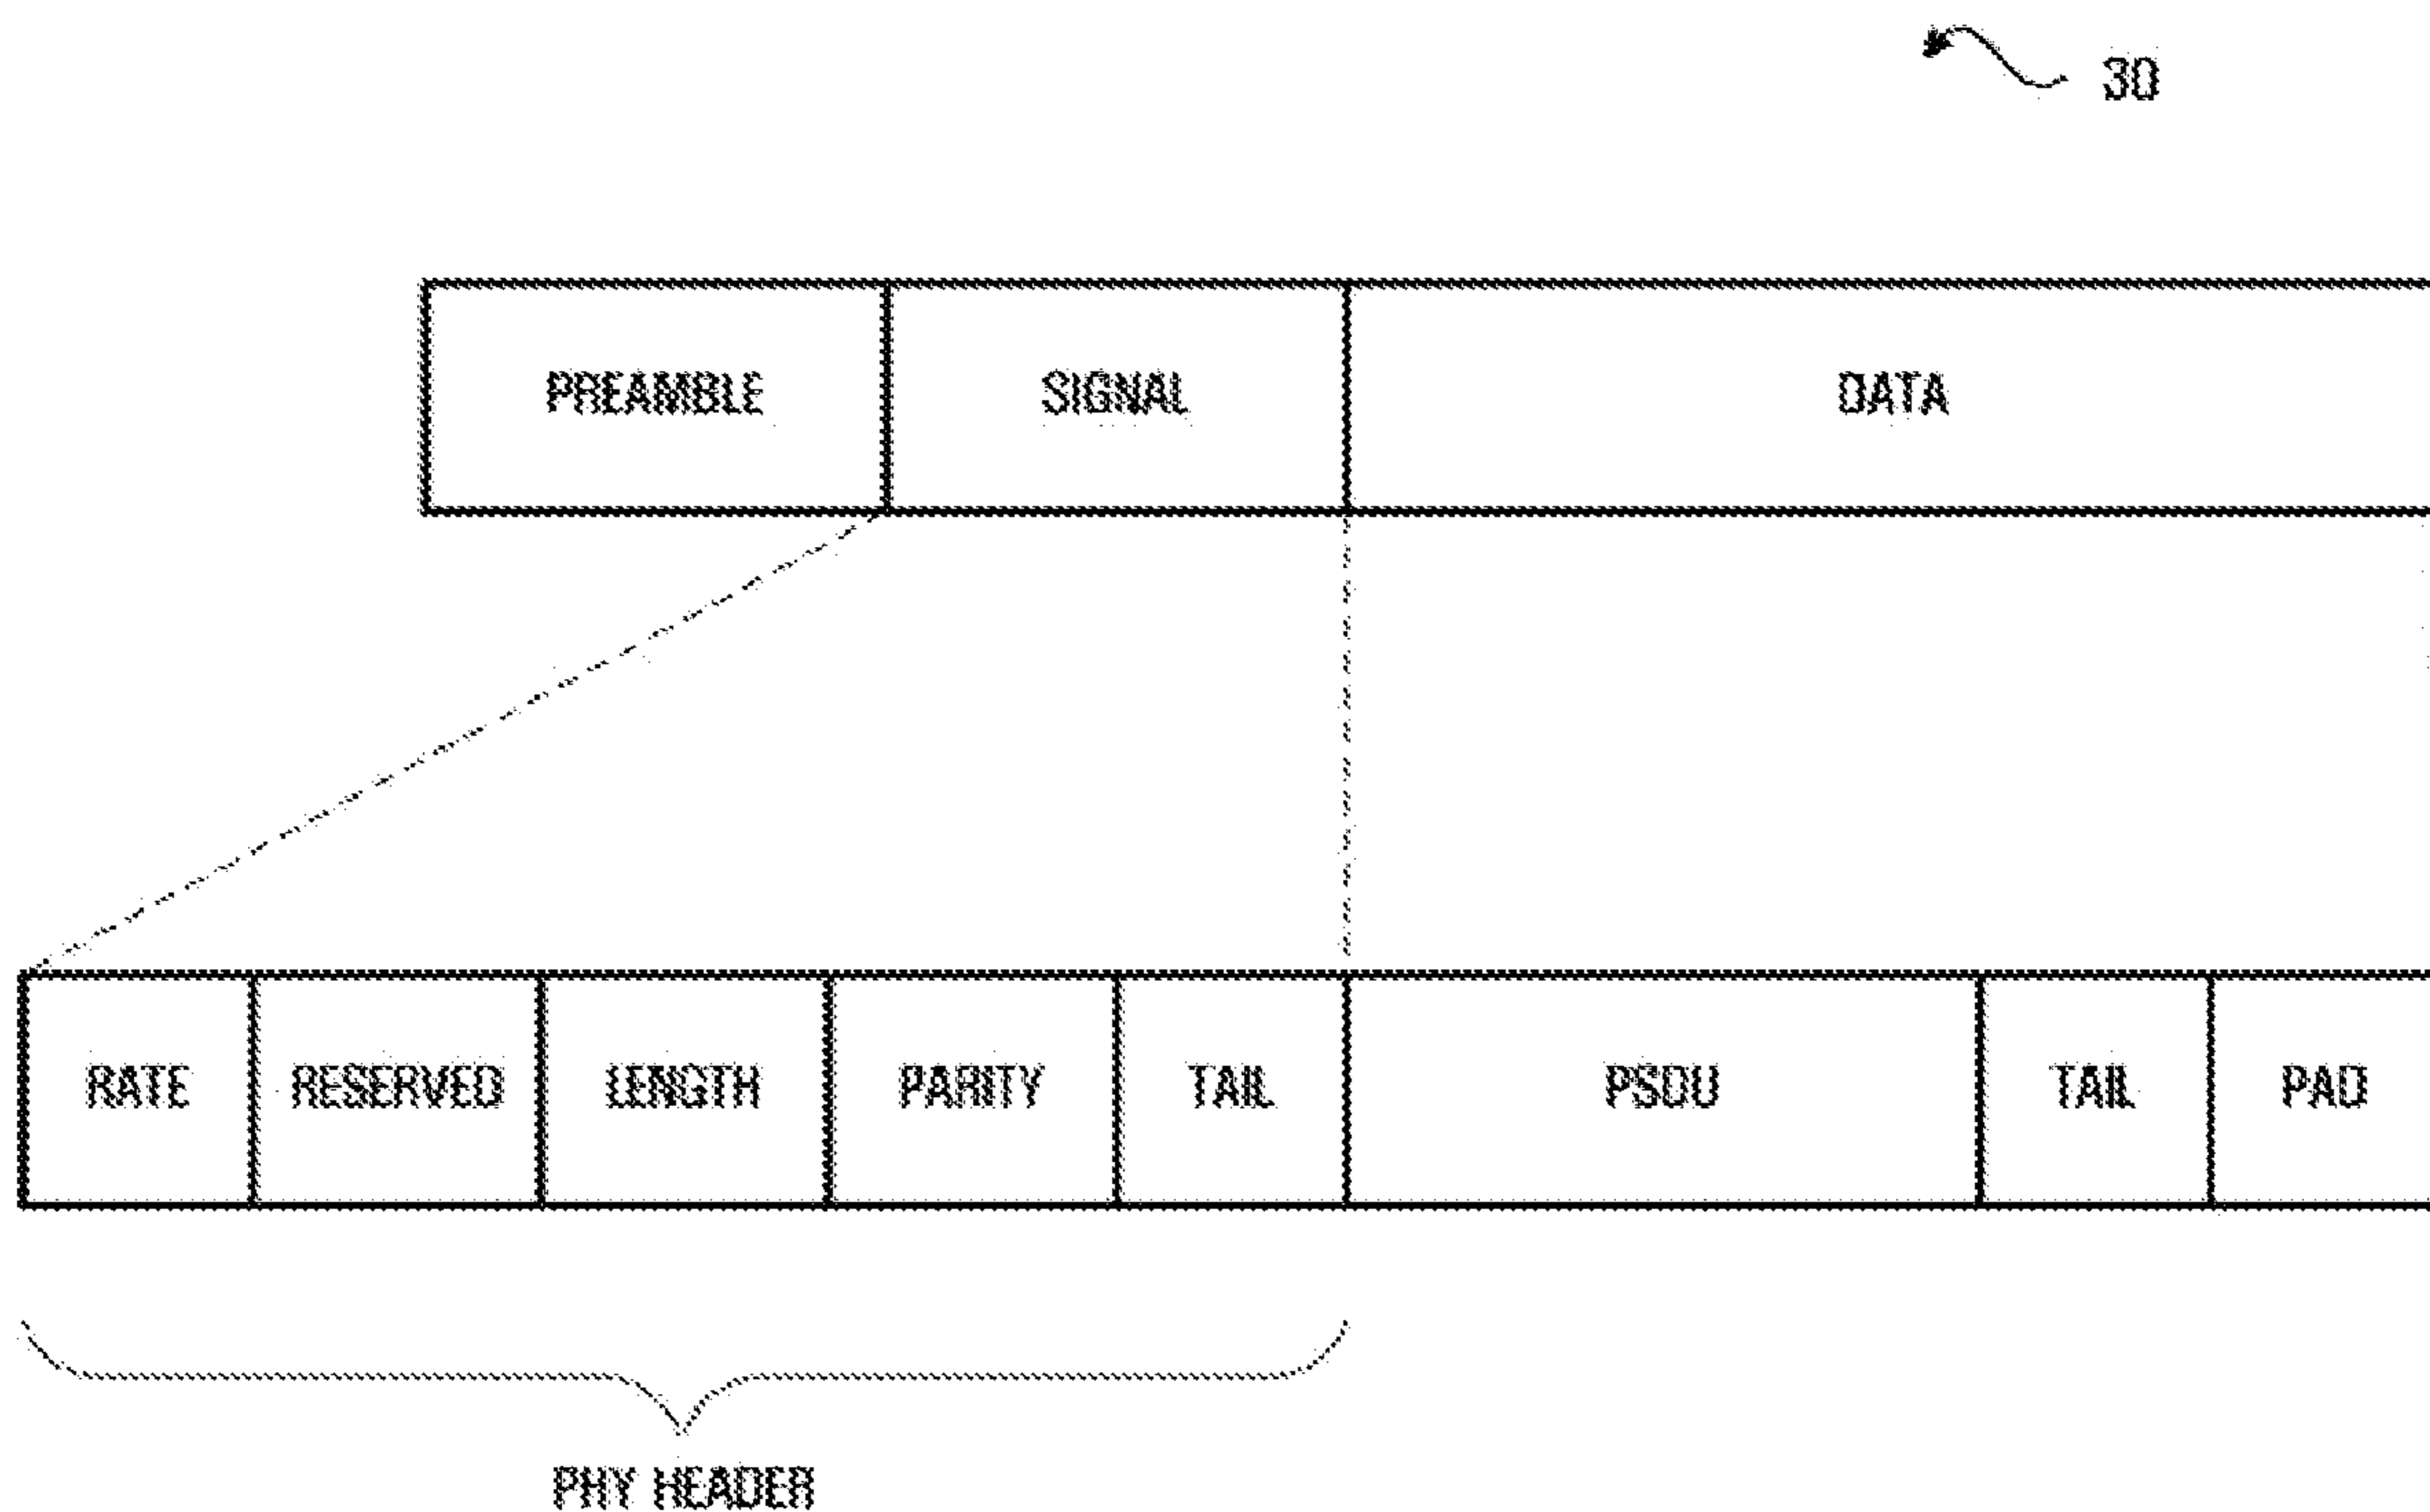 30
PREAMBLE SIGNAL DATA
RATE RESERVED LENGTH PARITY TAIL PSDU TAIL PAD
PHY HEADER